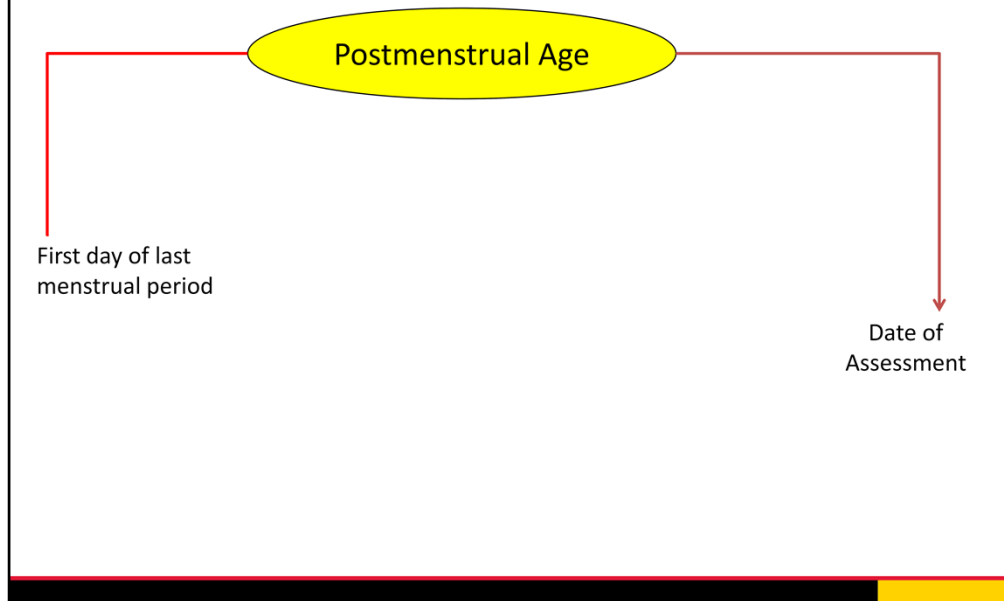 Postmenstrual Age
First day of last
menstrual period
Date of
Assessment